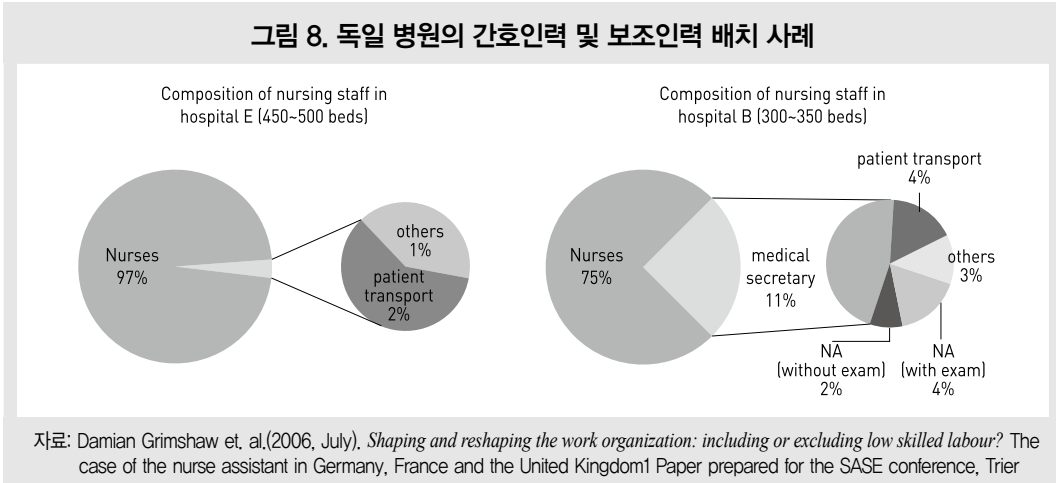 그림 8. 독일 병원의 간호인력 및 보조인력 배치 사례
Composition of nursing staff in
hospital E (450~500 beds)
Nurses
97%
others
1%
patient
transport
2%
Composition of nursing staff in
hospital B (300~350 beds)
Nurses
75%
medical
secretary
11%
patient transport
4%
others
3%
NA
(without exam)
2%
NA
(with exam)
4%
자료: Damian Grimshaw et. al.(2006, July). Shaping and reshaping the work organization: including or excluding low skilled labour? The
case of the nurse assistant in Germany, France and the United Kingdom1 Paper prepared for the SASE conference, Trier